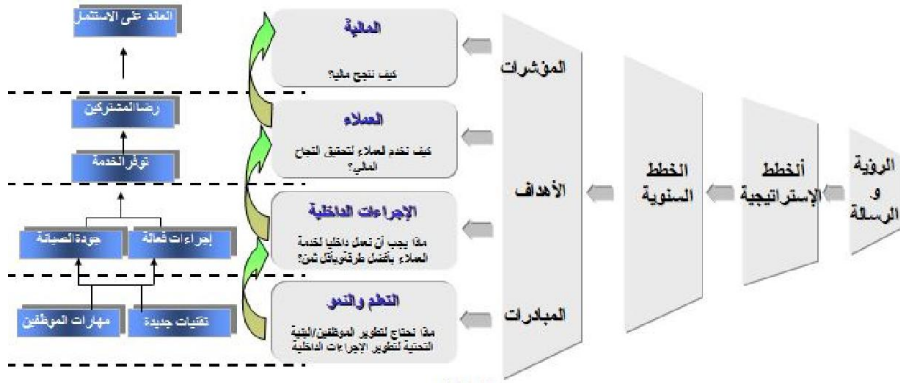 الرؤية
و
الرسالة
ألخطط
الإستراتيجية
الخطط
السنوية
المؤشرات
الأهداف
المبادرات
المالية
كيف ننجح ماليا؟
العملاء
كيف نخدم العملاء لتحقيق النجاح
المالي؟
الإجراءات الداخلية
ماذا يجب أن نعمل داخليا لخدمة
العملاء بأفضل طرقةوبأقل ثمن؟
التعلم والنمو
ماذا نحتاج لتطوير الموظفين/البنية
التحتية لتطوير الإجراءات الداخلية
العائد على الاستثمار
رضا المشتركين
توفر الخدمة
إجراءات فعالة
جودة الصيانة
تقنيات جديدة
مهارات الموظفين